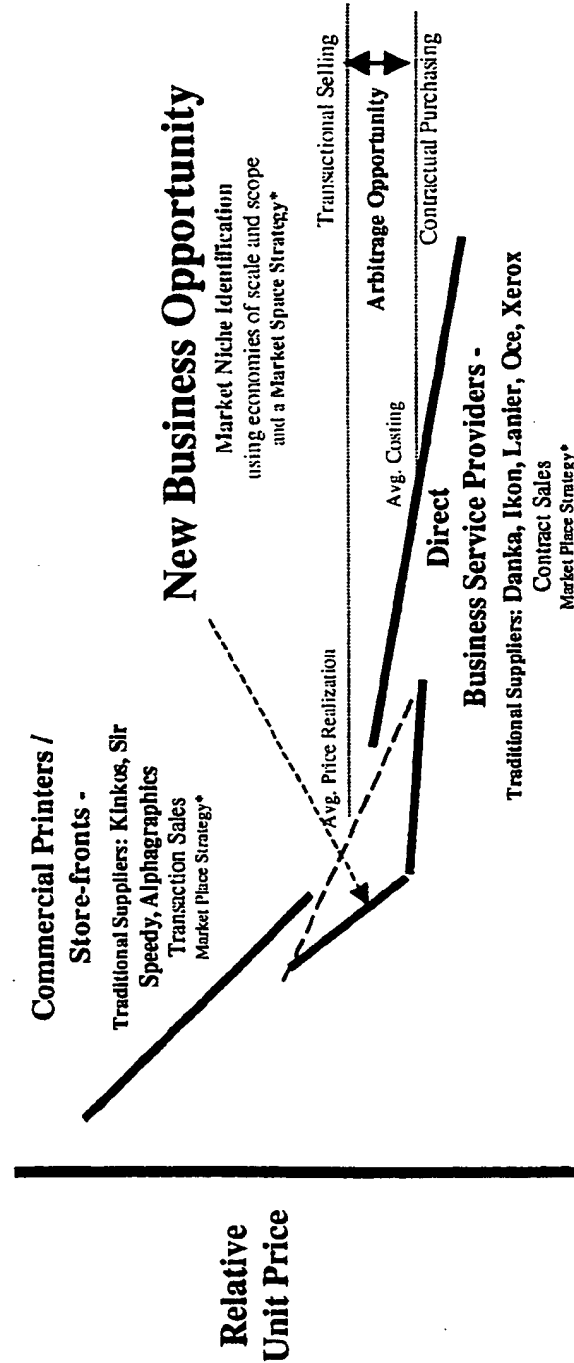 Commercial Printers /
Store-fronts -
Traditional Suppliers: Kinkos, Sir
Speedy, Alphagraphics
Transaction Sales
Market Place Strategy*
New Business Opportunity
Market Niche Identification
using economies of scale and scope
and a Market Space Strategy*
Avg. Price Realization
Transactional Selling
Arbitrage Opportunity
Avg. Costing
Contractual Purchasing
Direct
Business Service Providers -
Traditional Suppliers: Danka, Ikon, Lanier, Oce, Xerox
Contract Sales
Market Place Strategy*
Relative
Unit Price